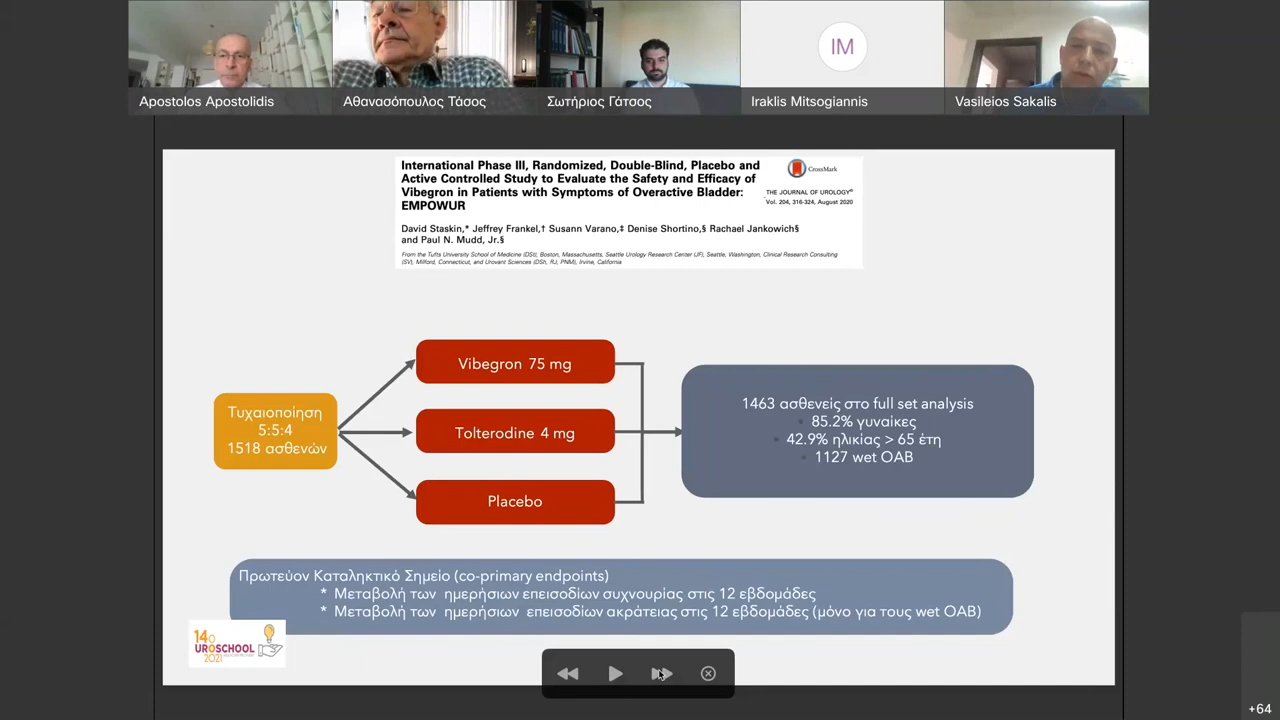 Apostolos Apostolidis
Αθανασόπουλος Τάσος
Σωτήριος Γάτσος
IM
Iraklis Mitsogiannis
Vasileios Sakalis
International Phase III, Randomized, Double-Blind, Placebo and
Active Controlled Study to Evaluate the Safety and Efficacy of
Vibegron in Patients with Symptoms of Overactive Bladder:
EMPOWUR
CrossMark
THE JOURNAL OF UROLOGY®
Vol. 204, 316-324, August 2020
David Staskin,* Jeffrey Frankel,† Susann Varano,‡ Denise Shortino,§ Rachael Jankowich§
and Paul N. Mudd, Jr.§
From the Tufts University School of Medicine (DSt), Boston, Massachusetts, Seattle Urology Research Center (JF), Seattle, Washington, Clinical Research Consulting
(SV), Milford, Connecticut, and Urovant Sciences (DSh, RJ, PNM), Irvine, California
Τυχαιοποίηση
5:5:4
1518 ασθενών
Vibegron 75 mg
Tolterodine 4 mg
Placebo
1463 ασθενείς στο full set analysis
• 85.2% γυναίκες
• 42.9% ηλικίας > 65 έτη
• 1127 wet OAB
Πρωτεύον Καταληκτικό Σημείο (co-primary endpoints)
* Μεταβολή των ημερήσιων επεισοδίων συχνουρίας στις 12 εβδομάδες
* Μεταβολή των ημερήσιων επεισοδίων ακράτειας στις 12 εβδομάδες (μόνο για τους wet OAB)
14ο
UROSCHOOL
2021
+64